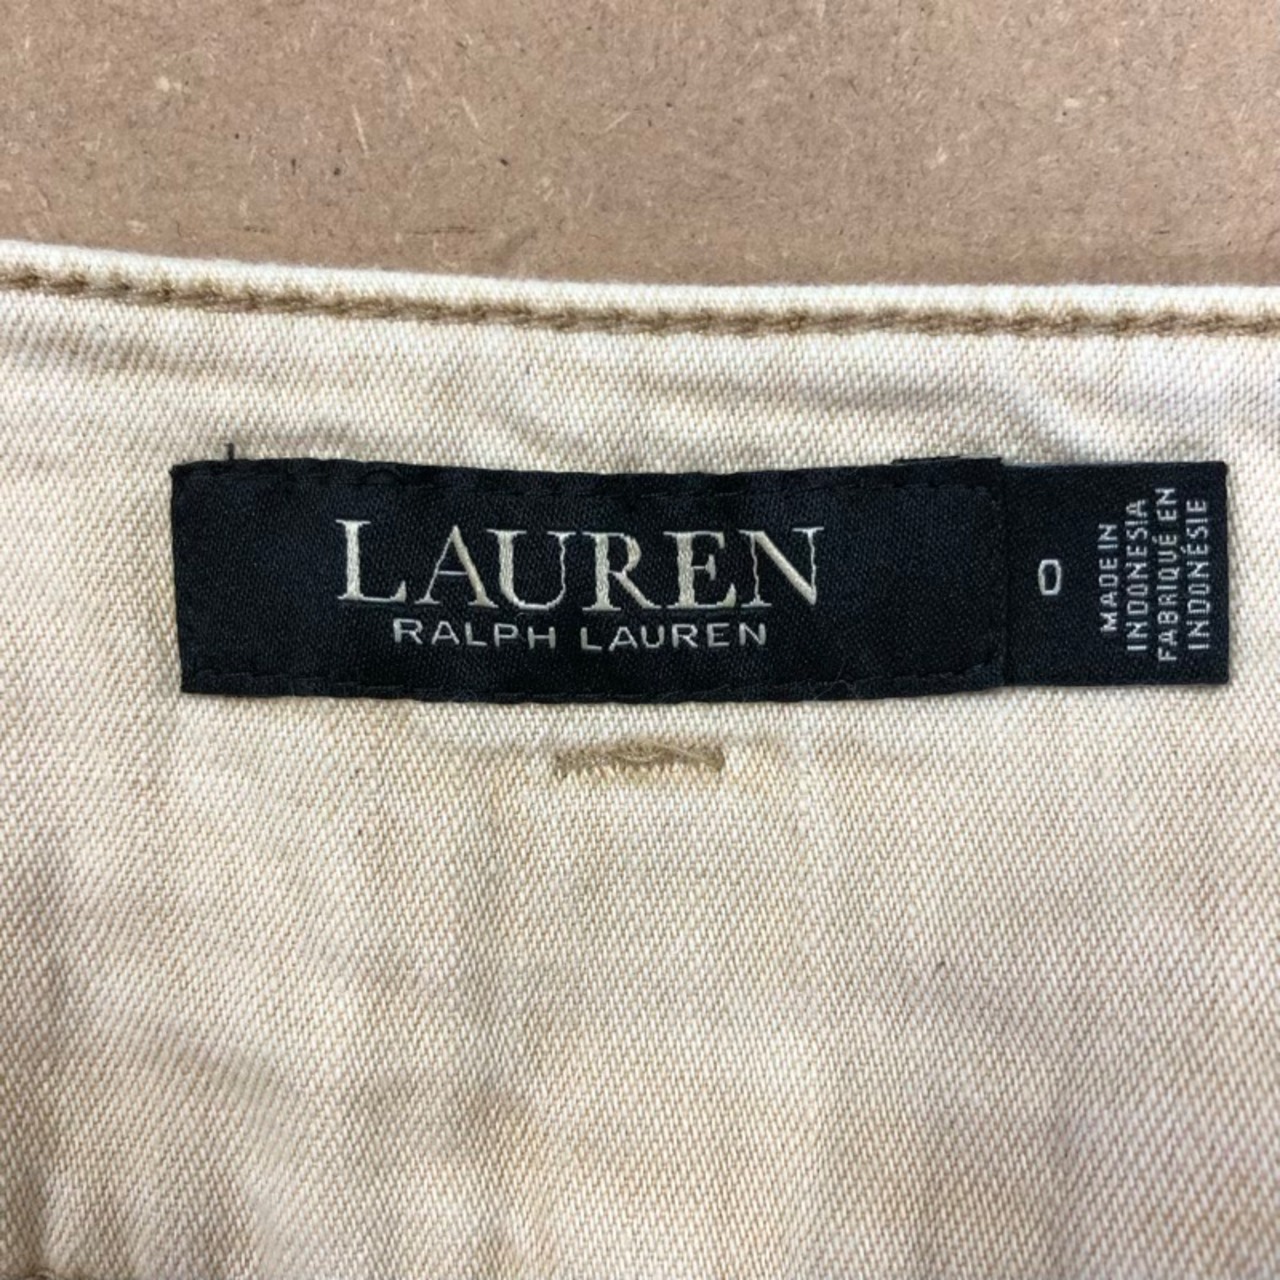 LAUREN
RALPH LAUREN
0
MADE IN
INDONESIA
FABRIQUÉ EN
INDONÉSIE